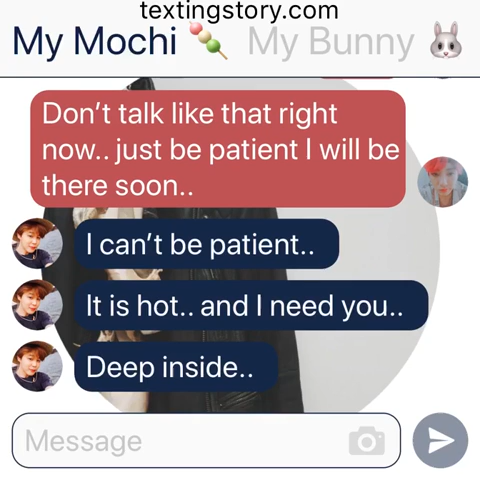 textingstory.com
My Mochi 🍡 My Bunny 🐰
Don't talk like that right
now.. just be patient I will be
there soon..
I can't be patient..
It is hot.. and I need you..
Deep inside..
Message